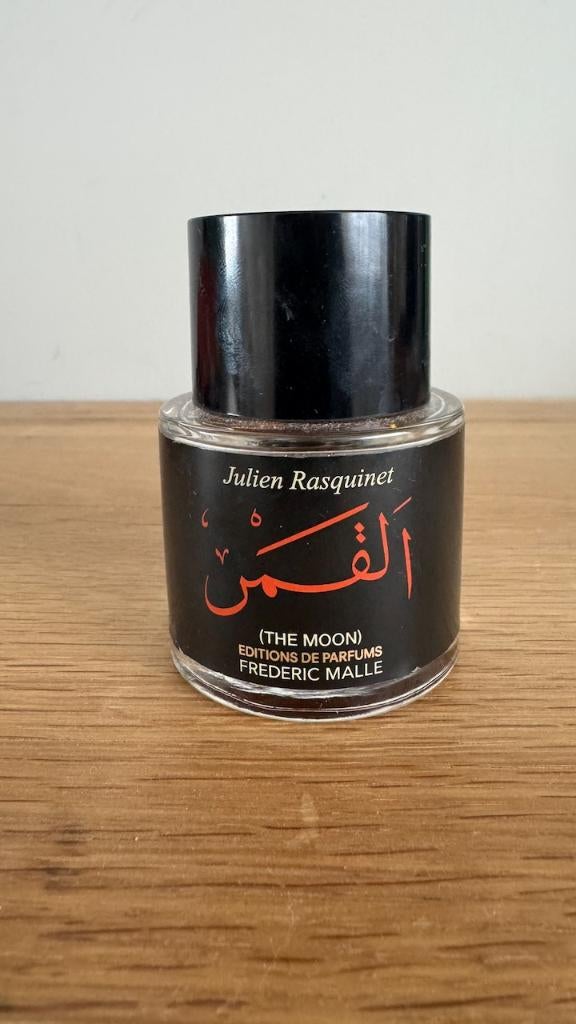 Julien Rasquinet
القمر
(THE MOON)
EDITIONS DE PARFUMS
FREDERIC MALLE